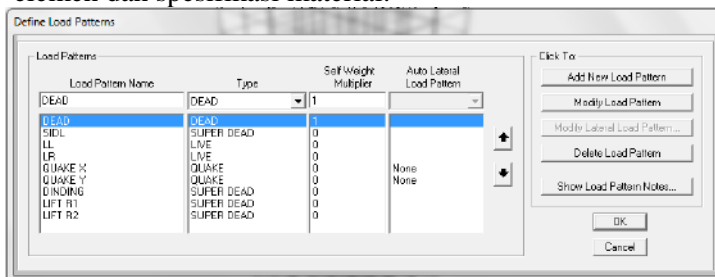 elemen dan spesifikasi material.
Define Load Patterns
Load Patterns
Click To:
Load Pattern Name Type Self Weight Multiplier Auto Lateral Load Pattern
DEAD DEAD 1
DEAD DEAD 1
SIDL SUPER DEAD 0
LL LIVE 0
LR LIVE 0
QUAKE X QUAKE 0 None
QUAKE Y QUAKE 0 None
DINDING SUPER DEAD 0
LIFT R1 SUPER DEAD 0
LIFT R2 SUPER DEAD 0
Add New Load Pattern
Modify Load Pattern
Modify Lateral Load Pattern...
Delete Load Pattern
Show Load Pattern Notes...
OK
Cancel